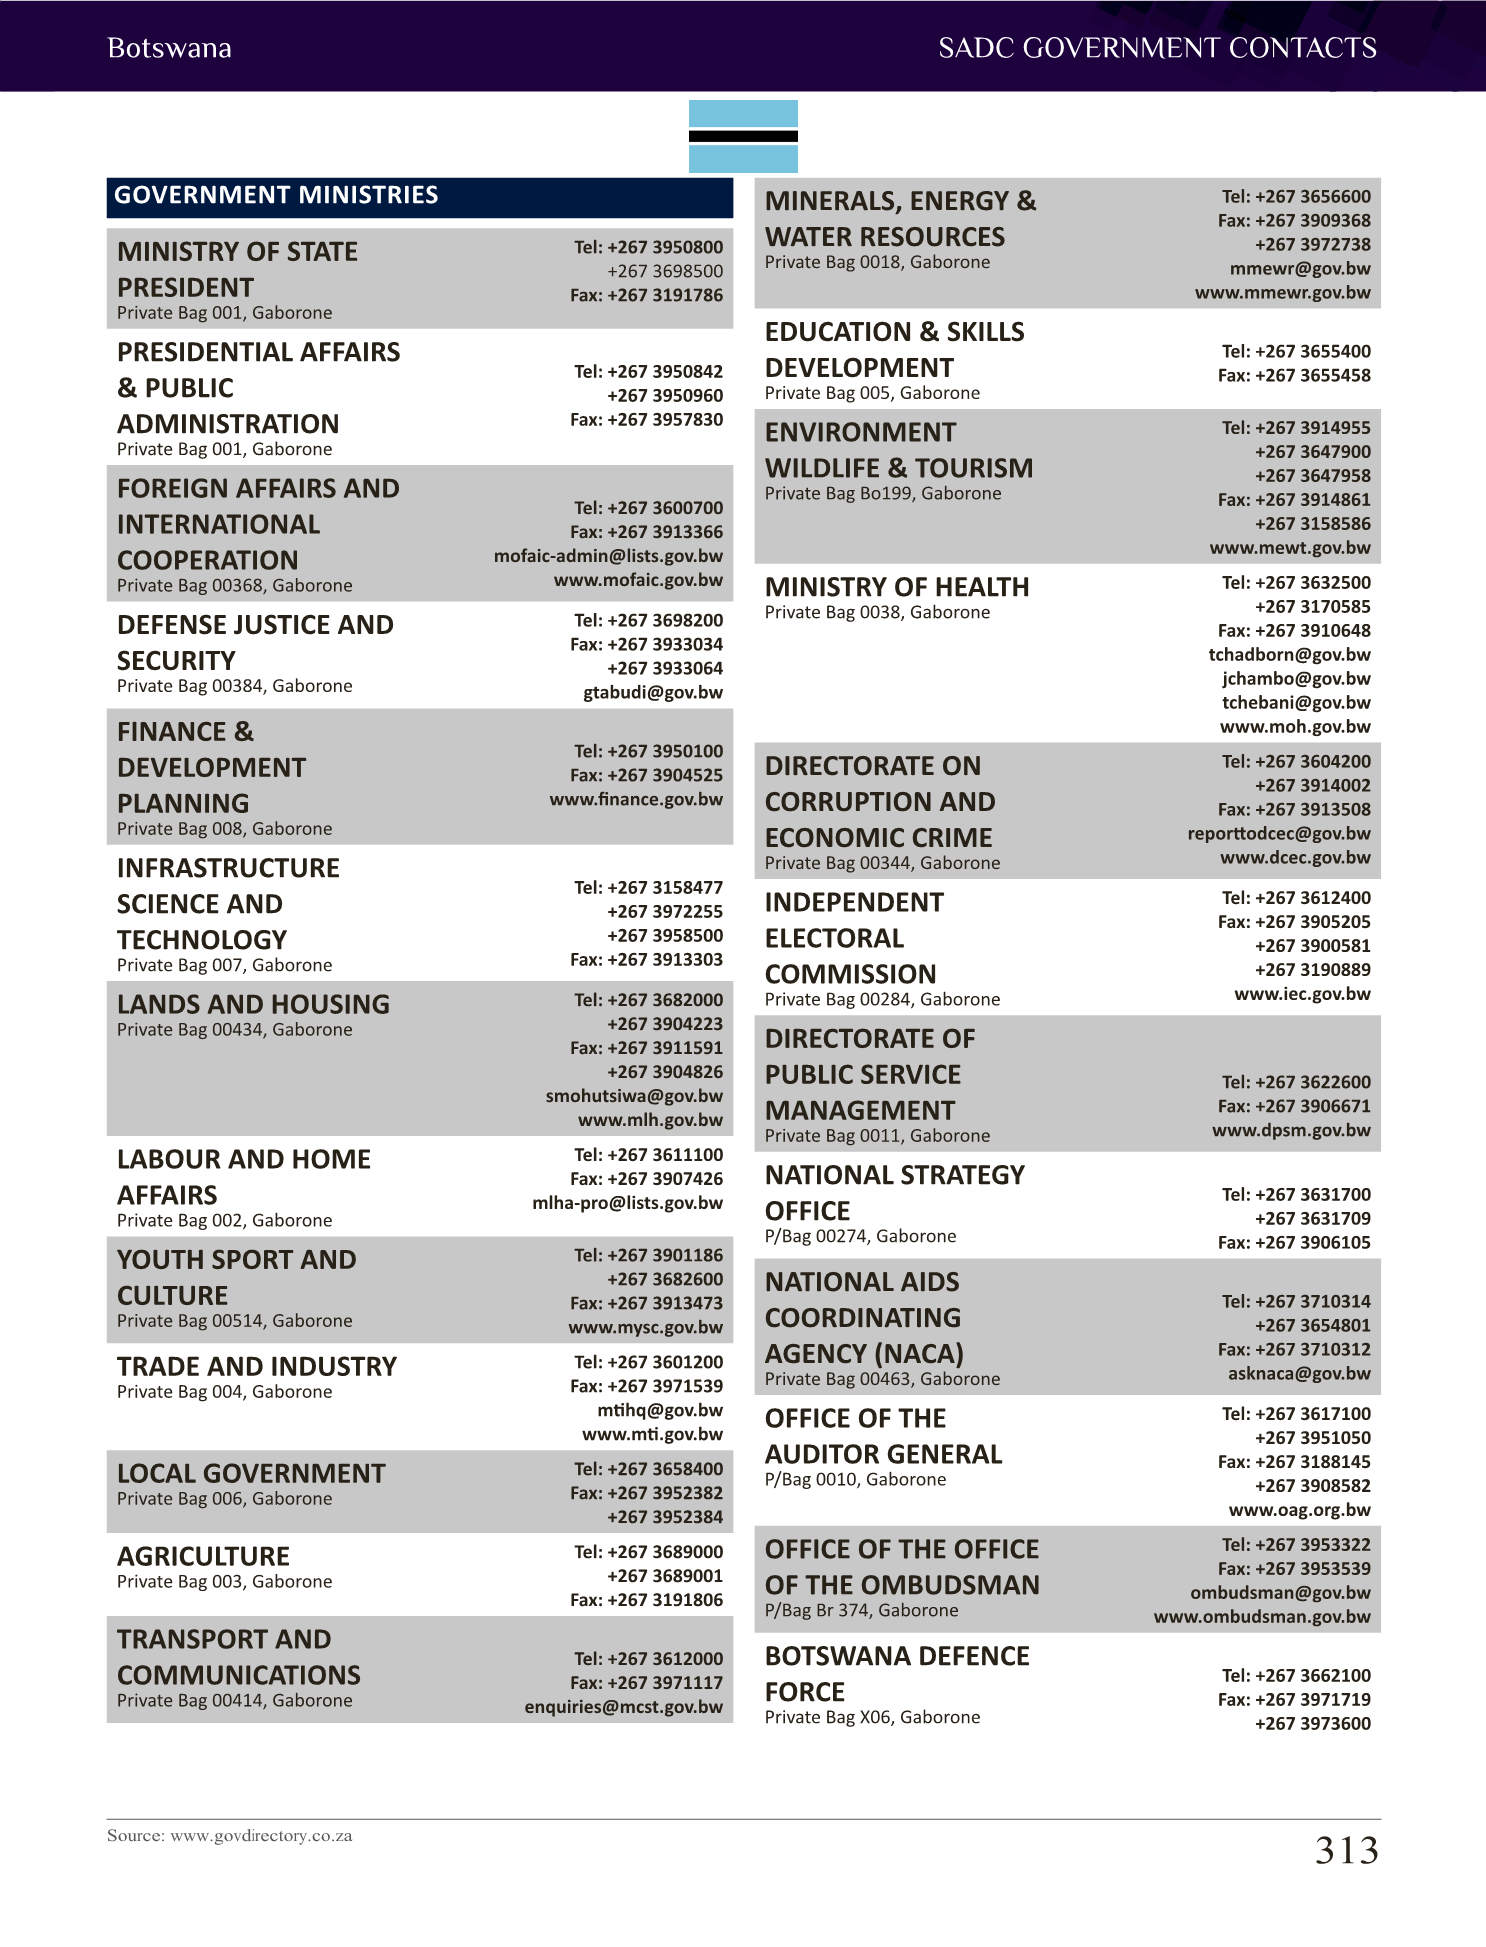 Botswana
SADC GOVERNMENT CONTACTS
GOVERNMENT MINISTRIES
MINISTRY OF STATE
PRESIDENT
Private Bag 001, Gaborone
Tel: +267 3950800
+267 3698500
Fax: +267 3191786
PRESIDENTIAL AFFAIRS
& PUBLIC
ADMINISTRATION
Private Bag 001, Gaborone
Tel: +267 3950842
+267 3950960
Fax: +267 3957830
FOREIGN AFFAIRS AND
INTERNATIONAL
COOPERATION
Private Bag 00368, Gaborone
Tel: +267 3600700
Fax: +267 3913366
mofaic-admin@lists.gov.bw
www.mofaic.gov.bw
DEFENSE JUSTICE AND
SECURITY
Private Bag 00384, Gaborone
Tel: +267 3698200
Fax: +267 3933034
+267 3933064
gtabudi@gov.bw
FINANCE &
DEVELOPMENT
PLANNING
Private Bag 008, Gaborone
Tel: +267 3950100
Fax: +267 3904525
www.finance.gov.bw
INFRASTRUCTURE
SCIENCE AND
TECHNOLOGY
Private Bag 007, Gaborone
Tel: +267 3158477
+267 3972255
+267 3958500
Fax: +267 3913303
LANDS AND HOUSING
Private Bag 00434, Gaborone
Tel: +267 3682000
+267 3904223
Fax: +267 3911591
+267 3904826
smohutsiwa@gov.bw
www.mlh.gov.bw
LABOUR AND HOME
AFFAIRS
Private Bag 002, Gaborone
Tel: +267 3611100
Fax: +267 3907426
mlha-pro@lists.gov.bw
YOUTH SPORT AND
CULTURE
Private Bag 00514, Gaborone
Tel: +267 3901186
+267 3682600
Fax: +267 3913473
www.mysc.gov.bw
TRADE AND INDUSTRY
Private Bag 004, Gaborone
Tel: +267 3601200
Fax: +267 3971539
mtihq@gov.bw
www.mti.gov.bw
LOCAL GOVERNMENT
Private Bag 006, Gaborone
Tel: +267 3658400
Fax: +267 3952382
+267 3952384
AGRICULTURE
Private Bag 003, Gaborone
Tel: +267 3689000
+267 3689001
Fax: +267 3191806
TRANSPORT AND
COMMUNICATIONS
Private Bag 00414, Gaborone
Tel: +267 3612000
Fax: +267 3971117
enquiries@mcst.gov.bw
MINERALS, ENERGY &
WATER RESOURCES
Private Bag 0018, Gaborone
Tel: +267 3656600
Fax: +267 3909368
+267 3972738
mmewr@gov.bw
www.mmewr.gov.bw
EDUCATION & SKILLS
DEVELOPMENT
Private Bag 005, Gaborone
Tel: +267 3655400
Fax: +267 3655458
ENVIRONMENT
WILDLIFE & TOURISM
Private Bag Bo199, Gaborone
Tel: +267 3914955
+267 3647900
+267 3647958
Fax: +267 3914861
+267 3158586
www.mewt.gov.bw
MINISTRY OF HEALTH
Private Bag 0038, Gaborone
Tel: +267 3632500
+267 3170585
Fax: +267 3910648
tchadborn@gov.bw
jchambo@gov.bw
tchebani@gov.bw
www.moh.gov.bw
DIRECTORATE ON
CORRUPTION AND
ECONOMIC CRIME
Private Bag 00344, Gaborone
Tel: +267 3604200
+267 3914002
Fax: +267 3913508
reporttodcec@gov.bw
www.dcec.gov.bw
INDEPENDENT
ELECTORAL
COMMISSION
Private Bag 00284, Gaborone
Tel: +267 3612400
Fax: +267 3905205
+267 3900581
+267 3190889
www.iec.gov.bw
DIRECTORATE OF
PUBLIC SERVICE
MANAGEMENT
Private Bag 0011, Gaborone
Tel: +267 3622600
Fax: +267 3906671
www.dpsm.gov.bw
NATIONAL STRATEGY
OFFICE
P/Bag 00274, Gaborone
Tel: +267 3631700
+267 3631709
Fax: +267 3906105
NATIONAL AIDS
COORDINATING
AGENCY (NACA)
Private Bag 00463, Gaborone
Tel: +267 3710314
+267 3654801
Fax: +267 3710312
asknaca@gov.bw
OFFICE OF THE
AUDITOR GENERAL
P/Bag 0010, Gaborone
Tel: +267 3617100
+267 3951050
Fax: +267 3188145
+267 3908582
www.oag.org.bw
OFFICE OF THE OFFICE
OF THE OMBUDSMAN
P/Bag Br 374, Gaborone
Tel: +267 3953322
Fax: +267 3953539
ombudsman@gov.bw
www.ombudsman.gov.bw
BOTSWANA DEFENCE
FORCE
Private Bag X06, Gaborone
Tel: +267 3662100
Fax: +267 3971719
+267 3973600
Source: www.govdirectory.co.za
313